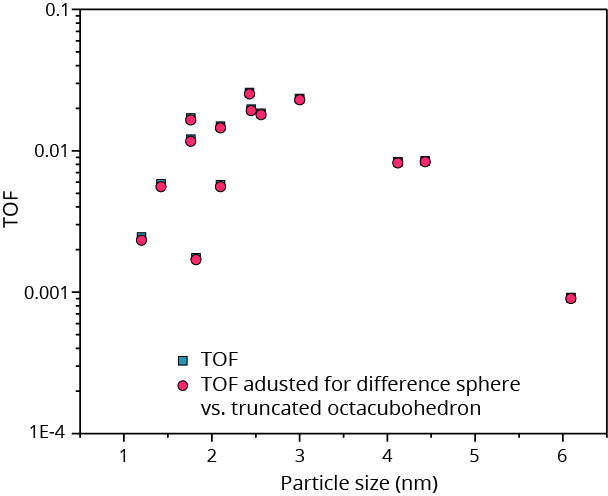 0.1
0.01
0.001
1E-4
TOF
TOF
TOF adusted for difference sphere
vs. truncated octacubohedron
1 2 3 4 5 6
Particle size (nm)